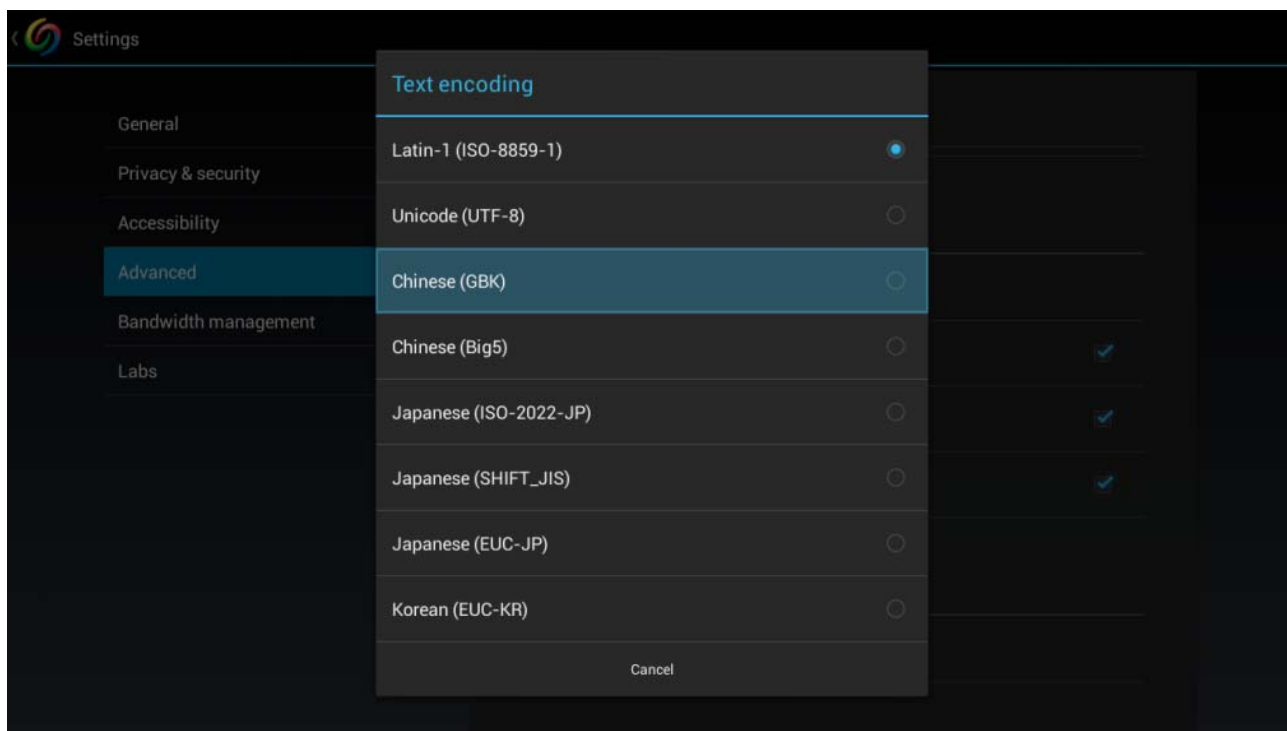 Settings
General
Privacy & security
Accessibility
Advanced
Bandwidth management
Labs
Text encoding
Latin-1 (ISO-8859-1)
Unicode (UTF-8)
Chinese (GBK)
Chinese (Big5)
Japanese (ISO-2022-JP)
Japanese (SHIFT_JIS)
Japanese (EUC-JP)
Korean (EUC-KR)
Cancel